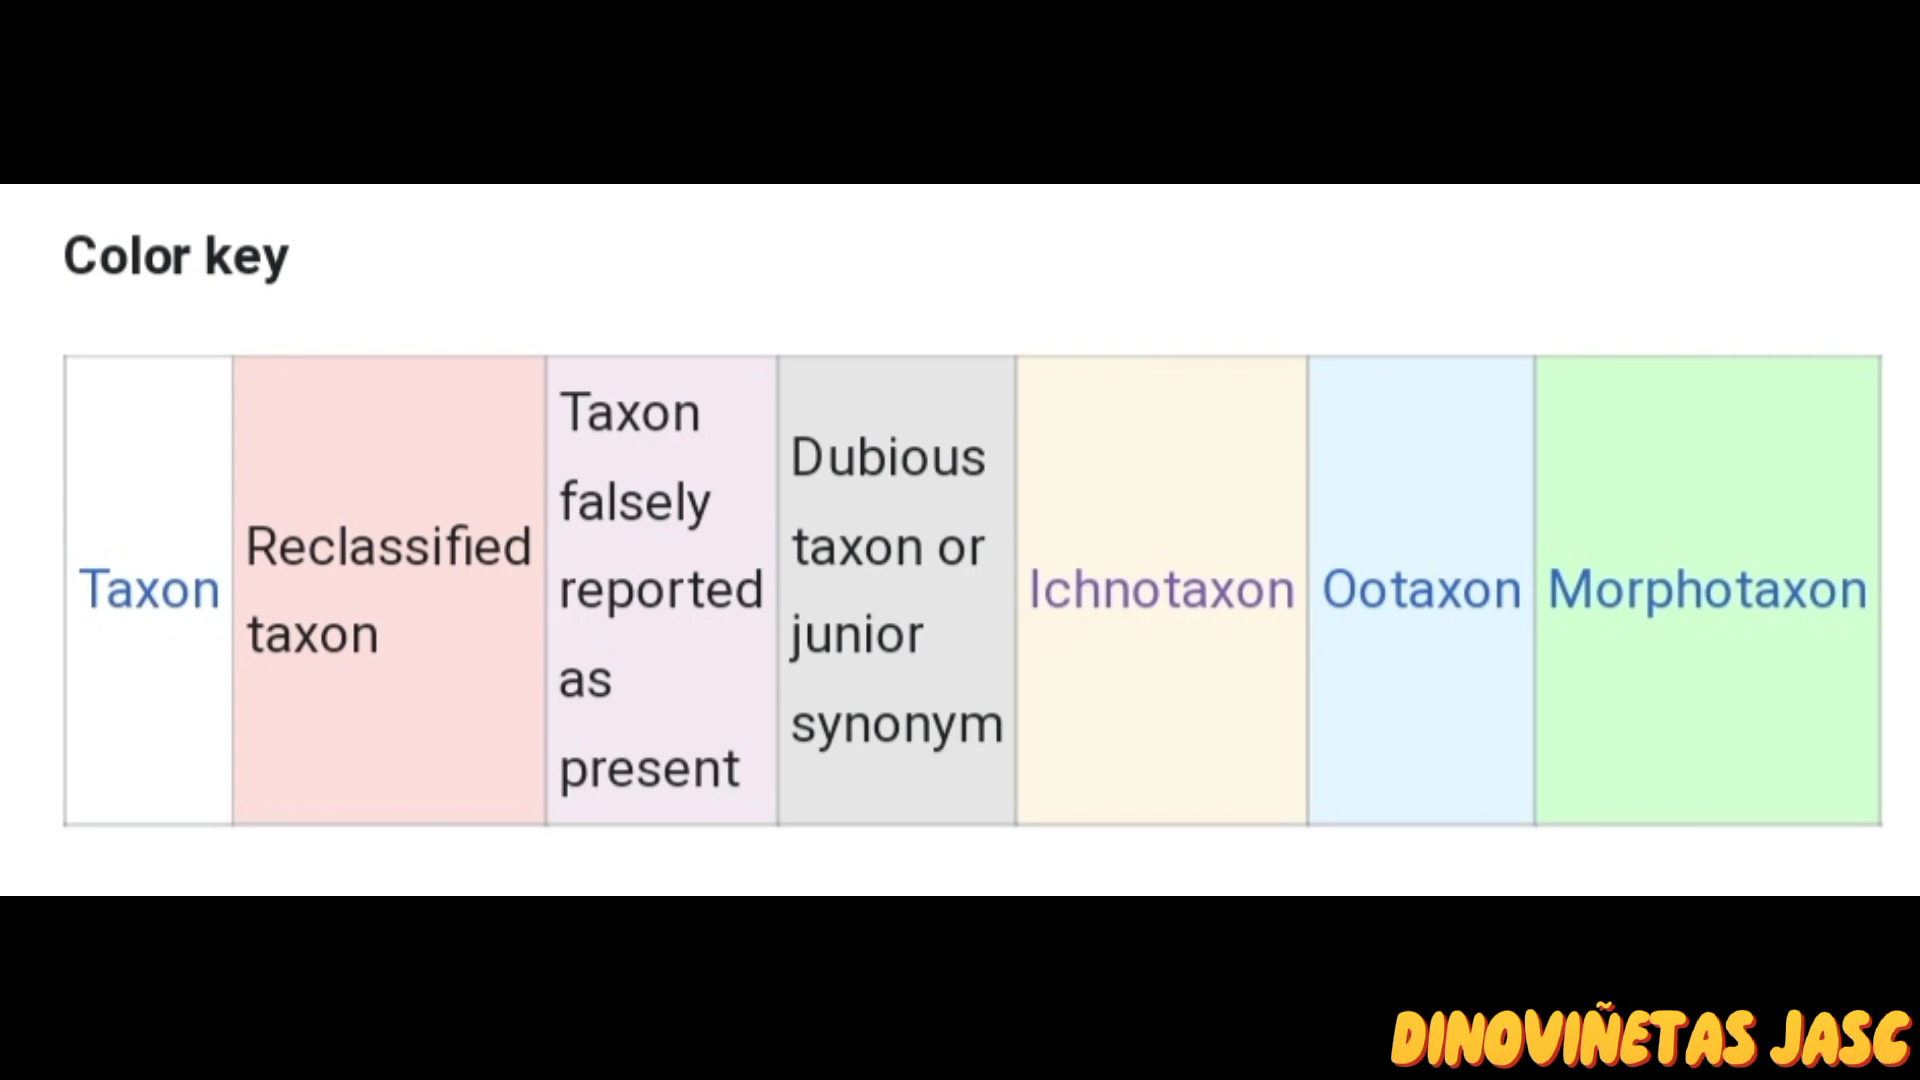 Color key
Taxon
Reclassified
taxon
Taxon
falsely
reported
as
present
Dubious
taxon or
junior
synonym
Ichnotaxon
Ootaxon
Morphotaxon
DINOVIÑETAS JASC